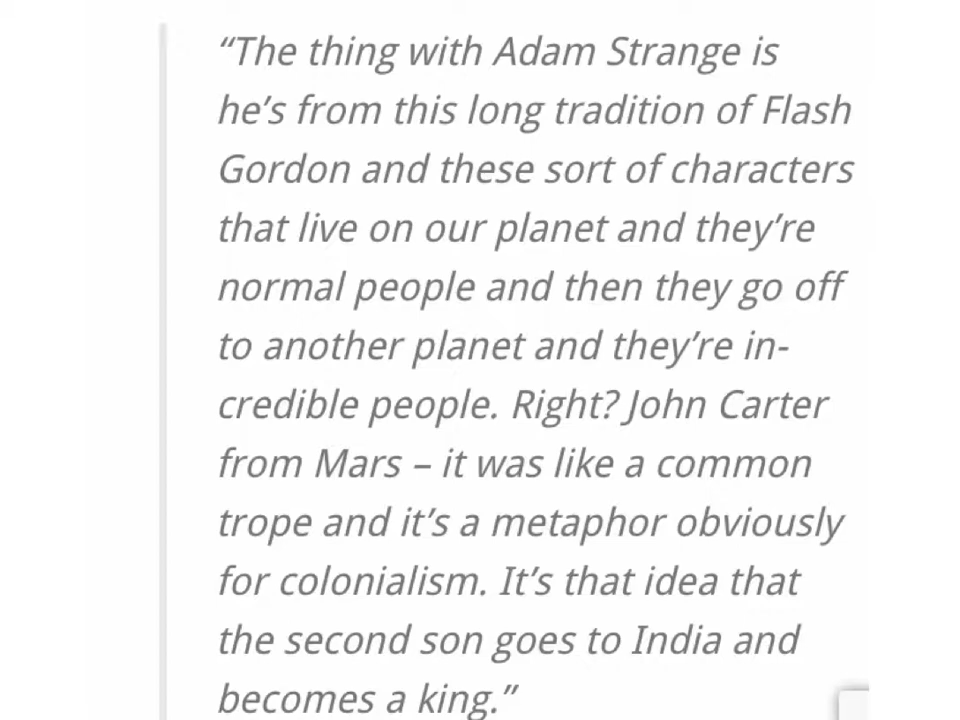 “The thing with Adam Strange is
he’s from this long tradition of Flash
Gordon and these sort of characters
that live on our planet and they’re
normal people and then they go off
to another planet and they’re in-
credible people. Right? John Carter
from Mars – it was like a common
trope and it’s a metaphor obviously
for colonialism. It’s that idea that
the second son goes to India and
becomes a king.”